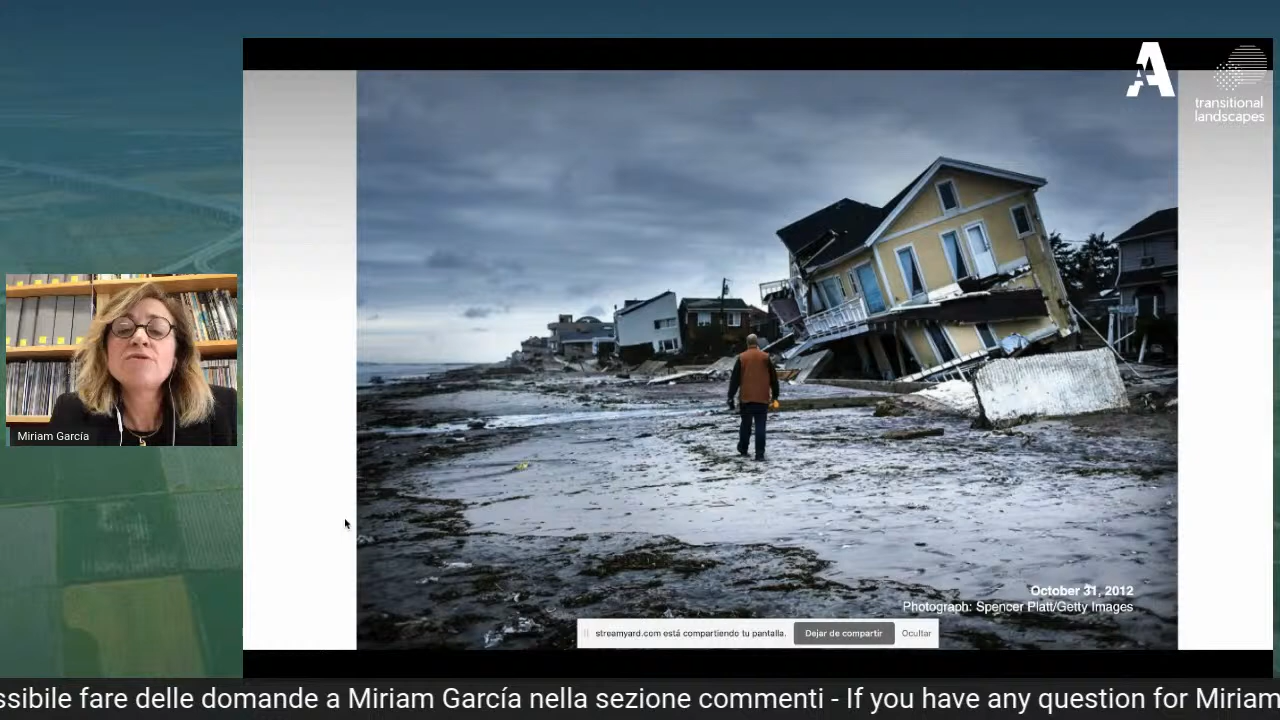 A
transitional
landscapes
Miriam García
October 31, 2012
Photograph: Spencer Platt/Getty Images
streamyard.com está compartiendo tu pantalla.
Dejar de compartir
Ocultar
ssibile fare delle domande a Miriam García nella sezione commenti - If you have any question for Miriam